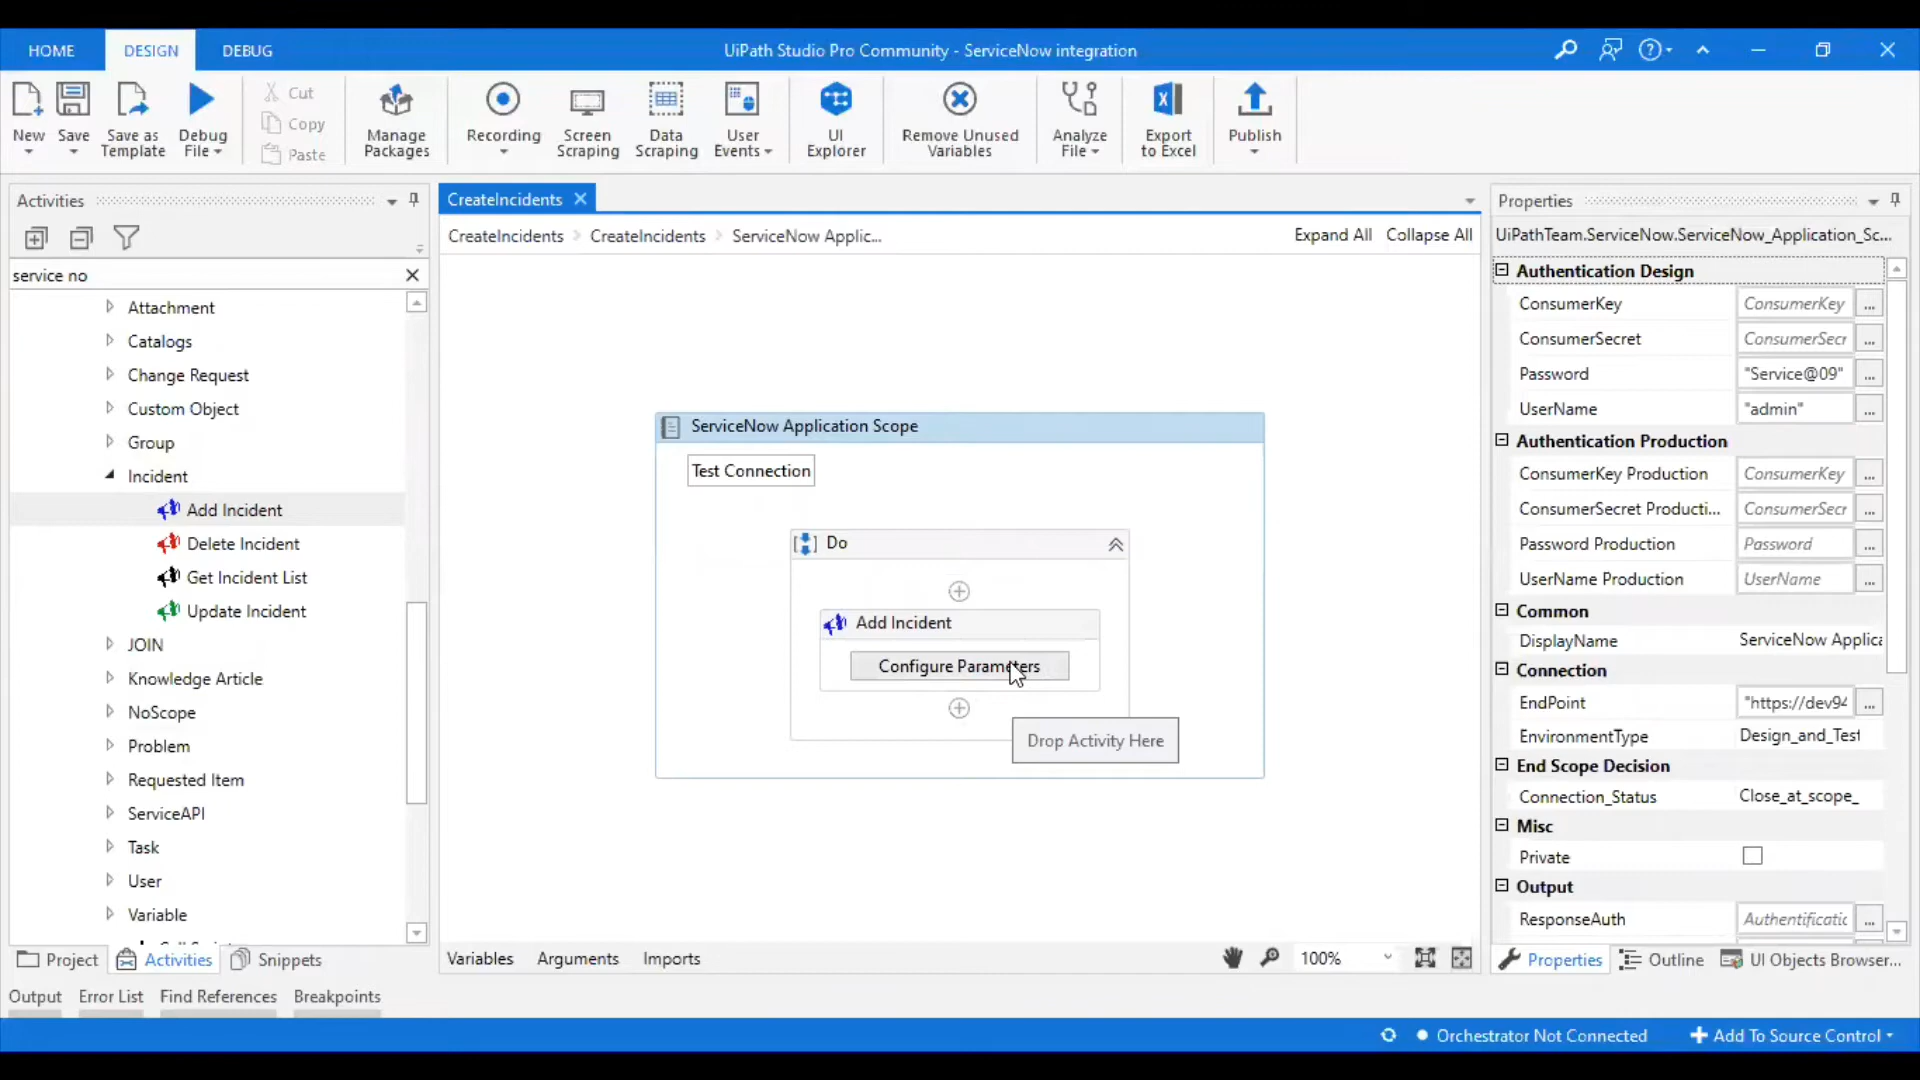 HOME DESIGN DEBUG UiPath Studio Pro Community - ServiceNow integration
New Save Save as Template Debug File
Cut
Copy
Paste
Manage Packages Recording Screen Scraping Data Scraping User Events UI Explorer Remove Unused Variables Analyze File Export to Excel Publish
Activities
service no
Attachment
Catalogs
Change Request
Custom Object
Group
Incident
Add Incident
Delete Incident
Get Incident List
Update Incident
JOIN
Knowledge Article
NoScope
Problem
Requested Item
ServiceAPI
Task
User
Variable
Project Activities Snippets
CreateIncidents
CreateIncidents CreateIncidents ServiceNow Applic... Expand All Collapse All
ServiceNow Application Scope
Test Connection
Do
Add Incident
Configure Parameters
Drop Activity Here
Variables Arguments Imports 100%
Properties
UiPathTeam.ServiceNow.ServiceNow_Application_Sc...
Authentication Design
ConsumerKey ConsumerKey ...
ConsumerSecret ConsumerSecr ...
Password "Service@09" ...
UserName "admin" ...
Authentication Production
ConsumerKey Production ConsumerKey ...
ConsumerSecret Producti... ConsumerSecr ...
Password Production Password ...
UserName Production UserName ...
Common
DisplayName ServiceNow Applica
Connection
EndPoint "https://dev94 ...
EnvironmentType Design_and_Test
End Scope Decision
Connection_Status Close_at_scope_
Misc
Private
Output
ResponseAuth Authentificatic ...
Properties Outline UI Objects Browser...
Output Error List Find References Breakpoints
Orchestrator Not Connected Add To Source Control